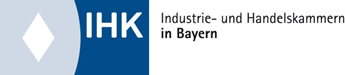 IHK
Industrie- und Handelskammern
in Bayern